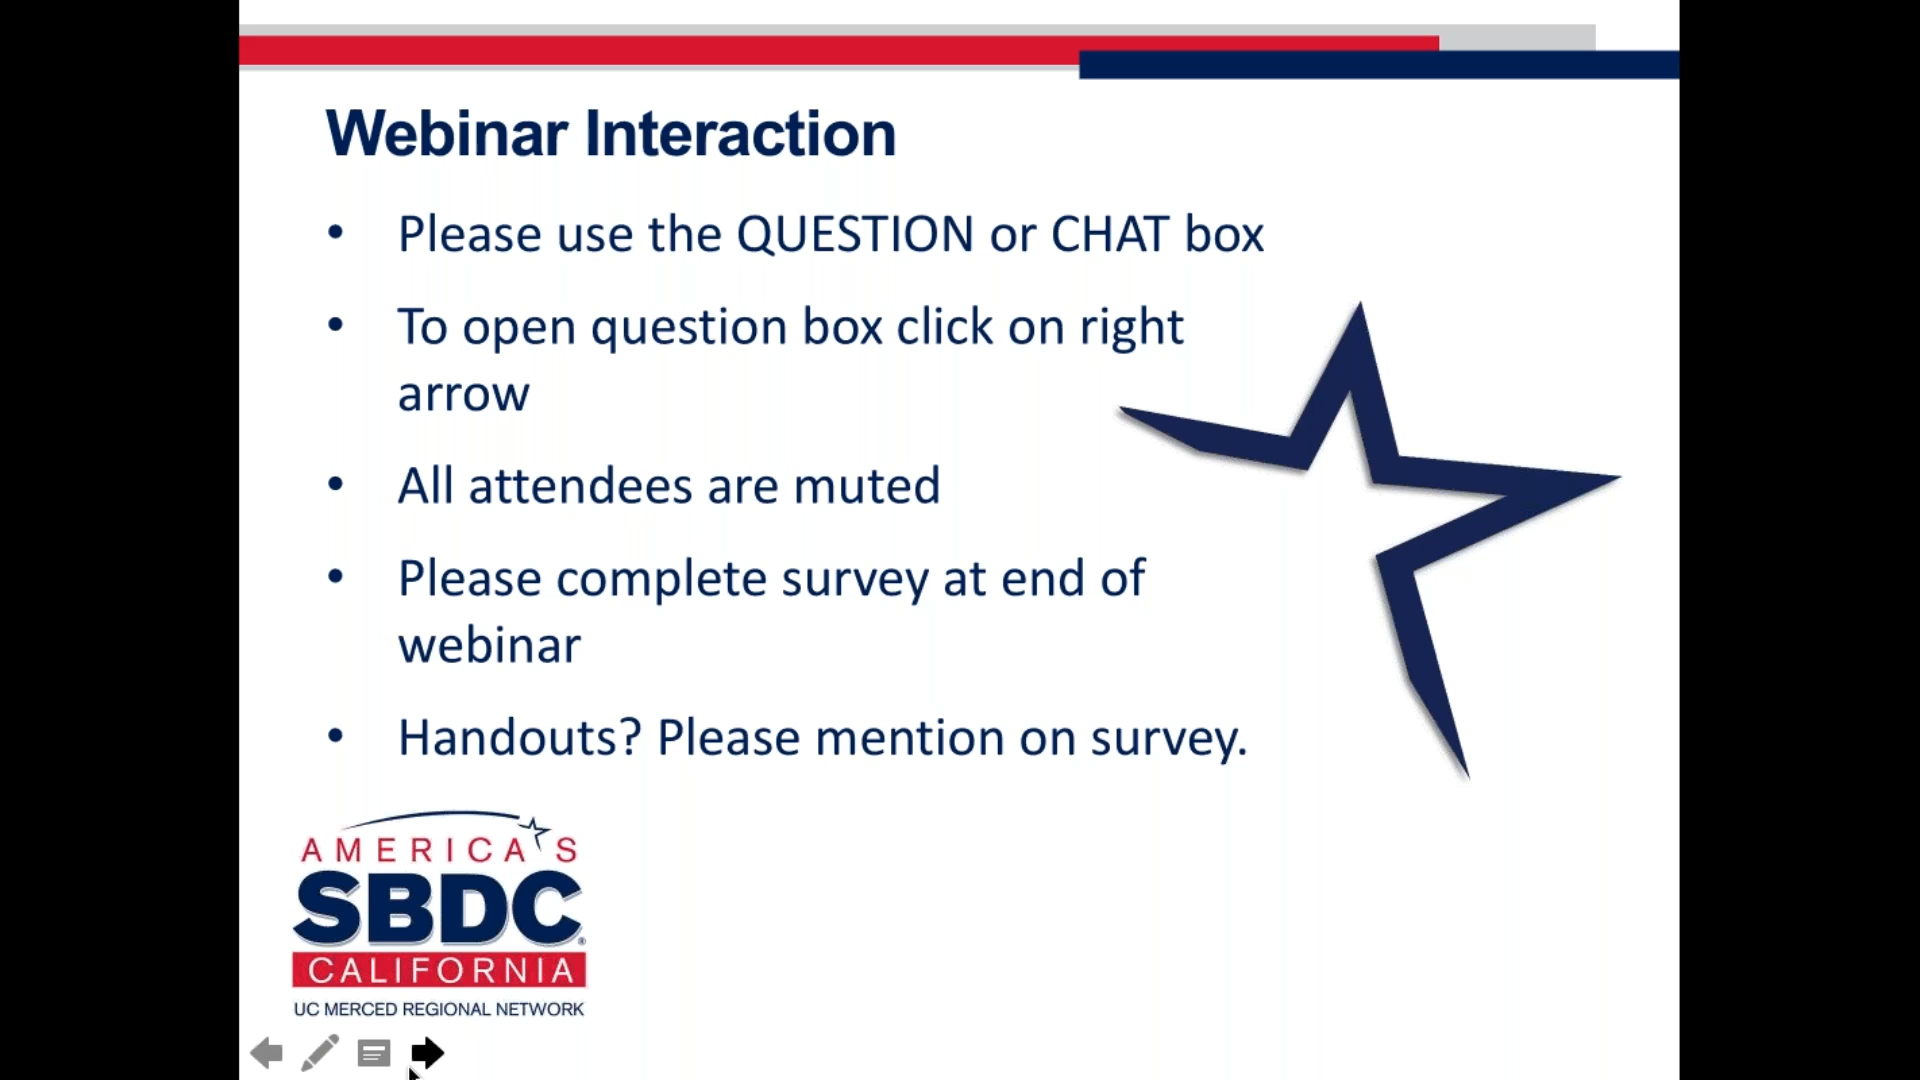 Webinar Interaction
• Please use the QUESTION or CHAT box
• To open question box click on right
arrow
• All attendees are muted
• Please complete survey at end of
webinar
• Handouts? Please mention on survey.
AMERICA'S
SBDC®
CALIFORNIA
UC MERCED REGIONAL NETWORK